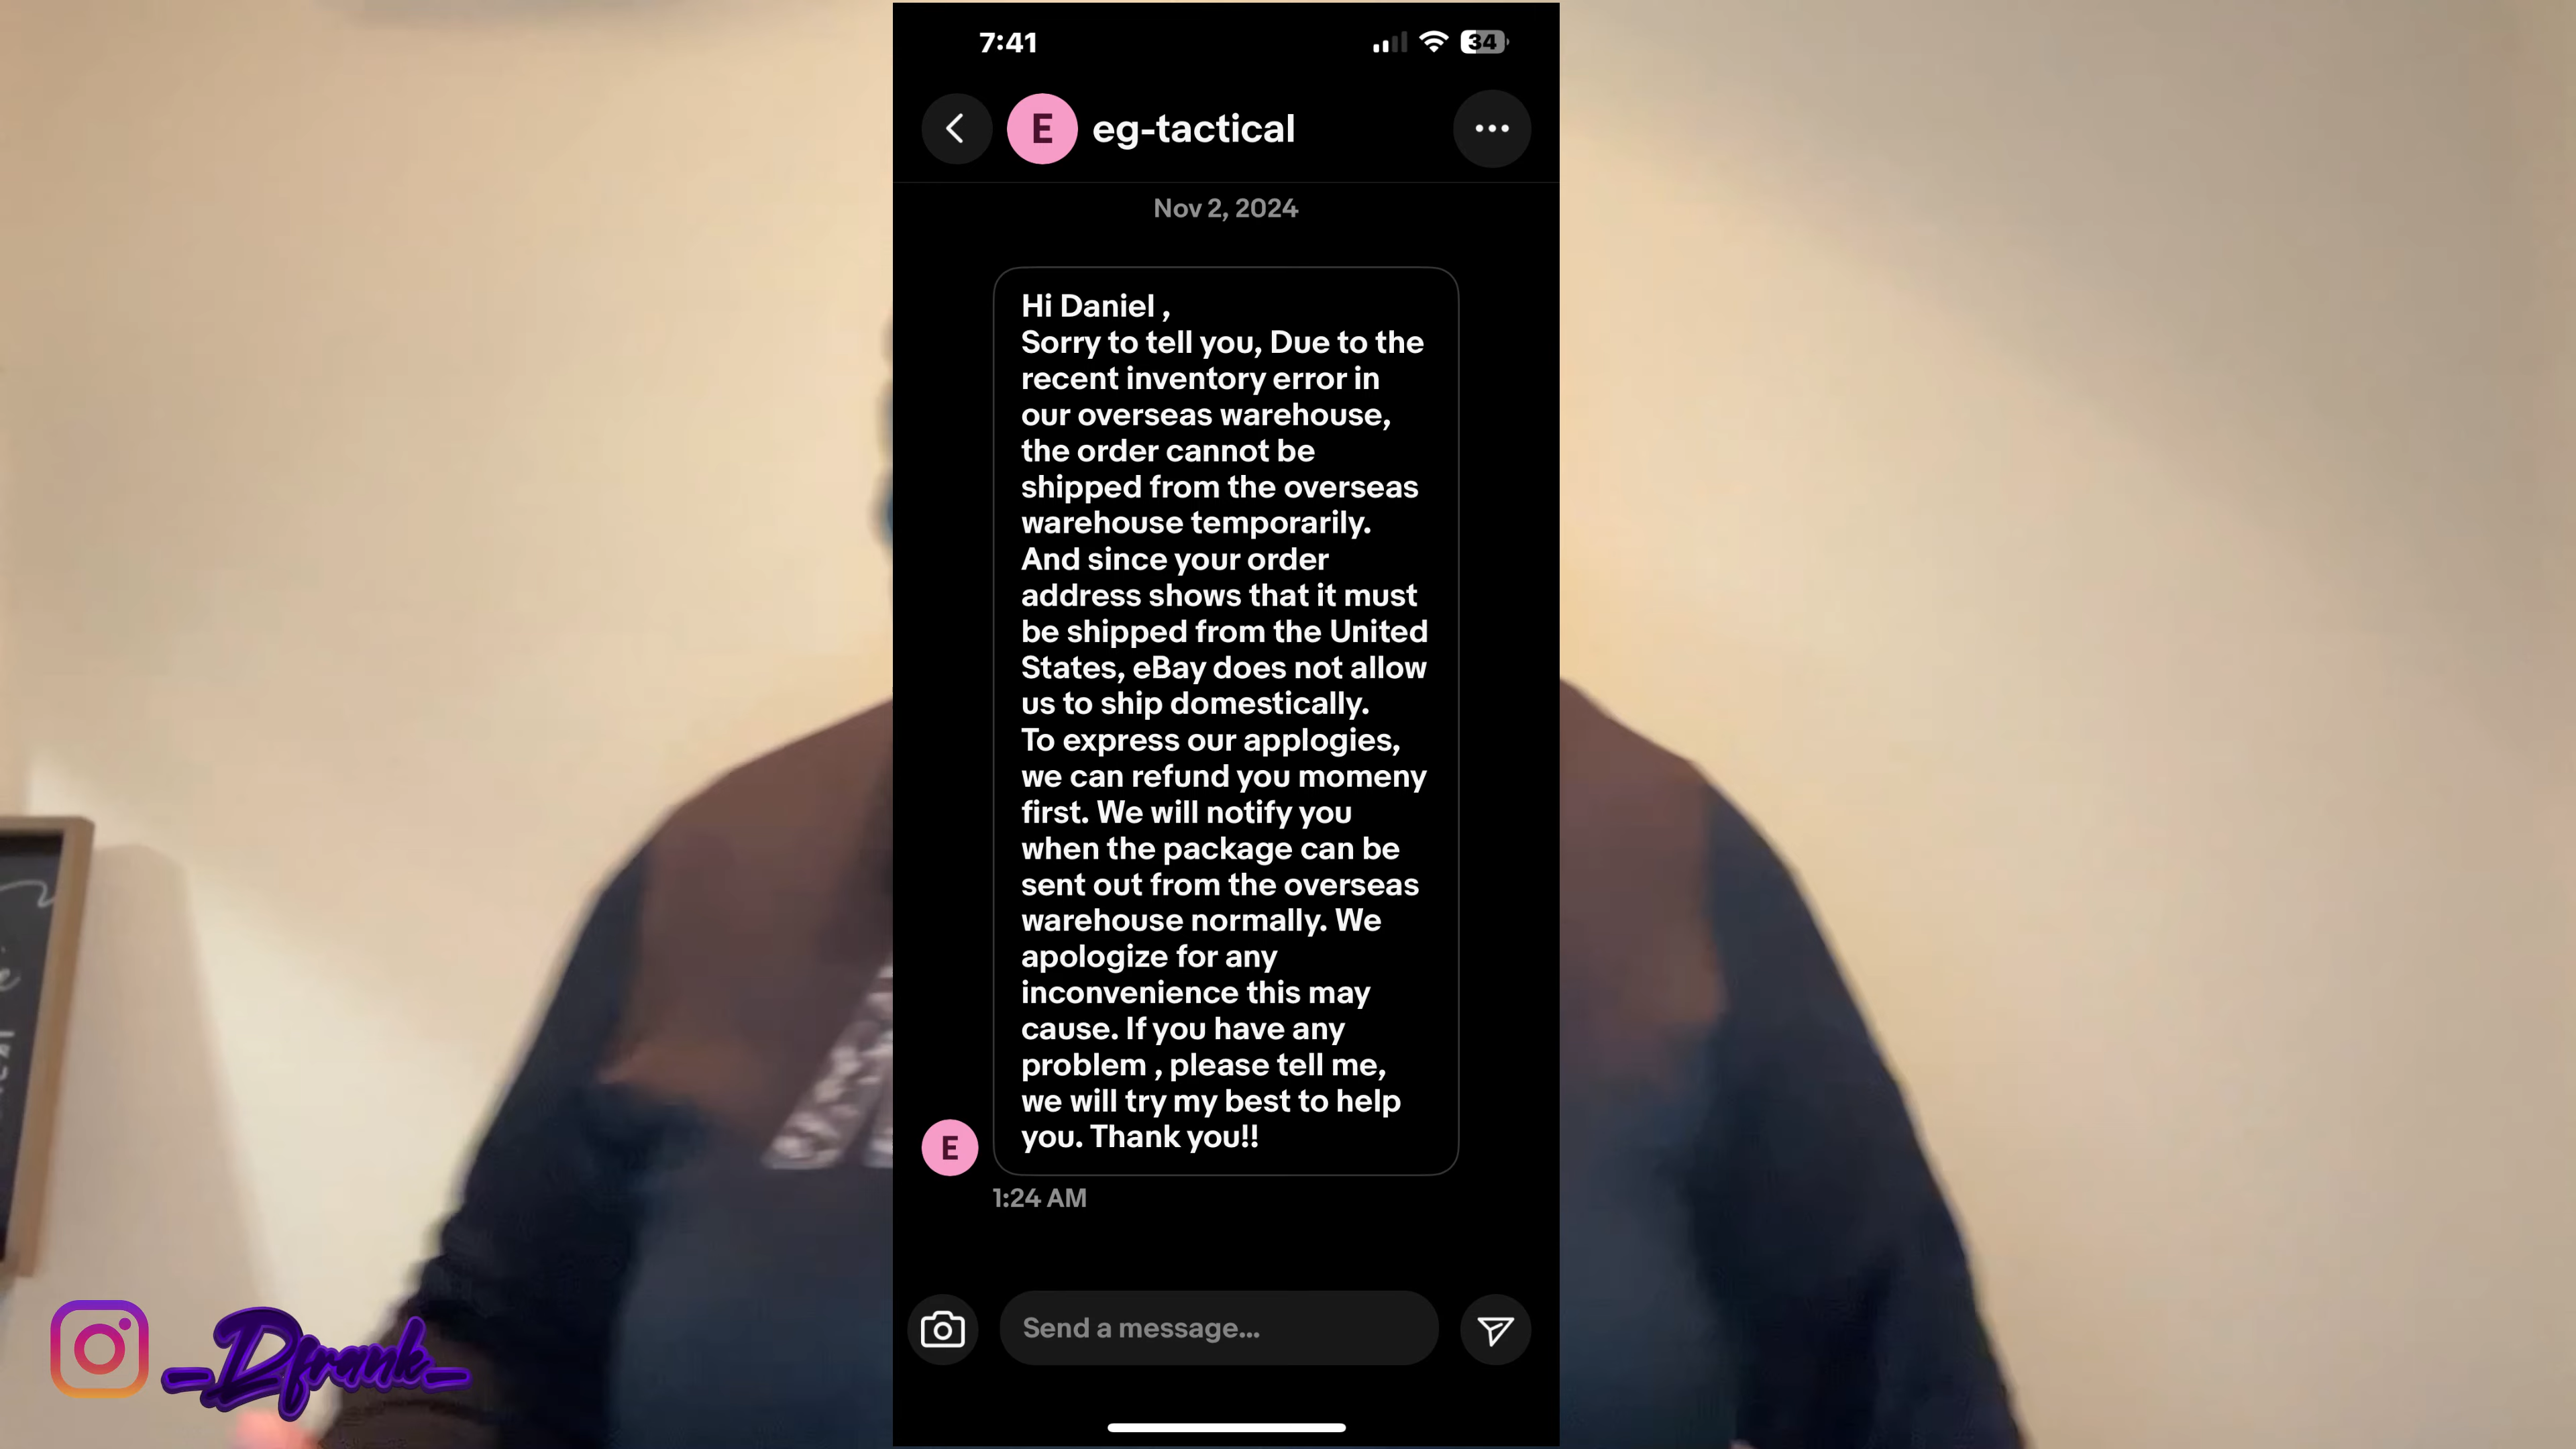 7:41
34
E
eg-tactical
Nov 2, 2024
Hi Daniel ,
Sorry to tell you, Due to the
recent inventory error in
our overseas warehouse,
the order cannot be
shipped from the overseas
warehouse temporarily.
And since your order
address shows that it must
be shipped from the United
States, eBay does not allow
us to ship domestically.
To express our applogies,
we can refund you momeny
first. We will notify you
when the package can be
sent out from the overseas
warehouse normally. We
apologize for any
inconvenience this may
cause. If you have any
problem , please tell me,
we will try my best to help
you. Thank you!!
E
1:24 AM
Send a message...
_Dfrank_